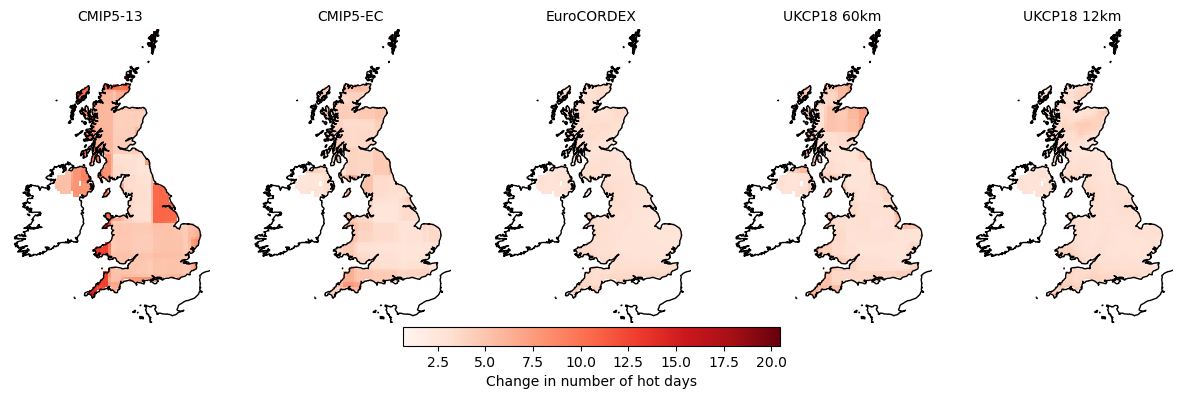 CMIP5-13
CMIP5-EC
EuroCORDEX
UKCP18 60km
UKCP18 12km
2.5
5.0
7.5
10.0
12.5
15.0
17.5
20.0
Change in number of hot days